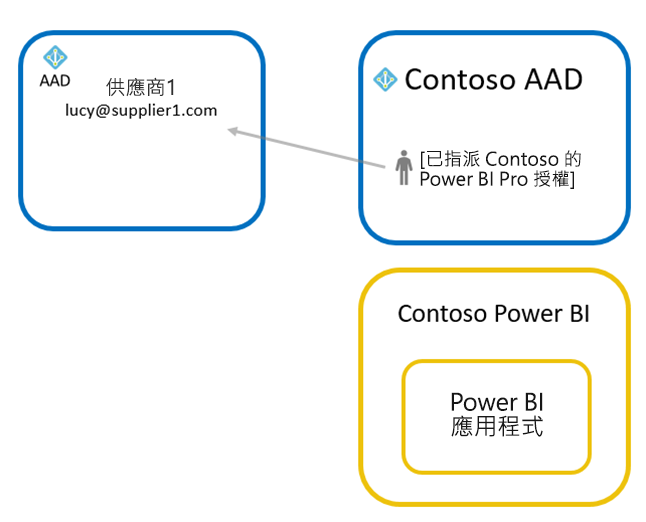 AAD
供應商1
lucy@supplier1.com
Contoso AAD
[已指派 Contoso 的
Power BI Pro 授權]
Contoso Power BI
Power BI
應用程式